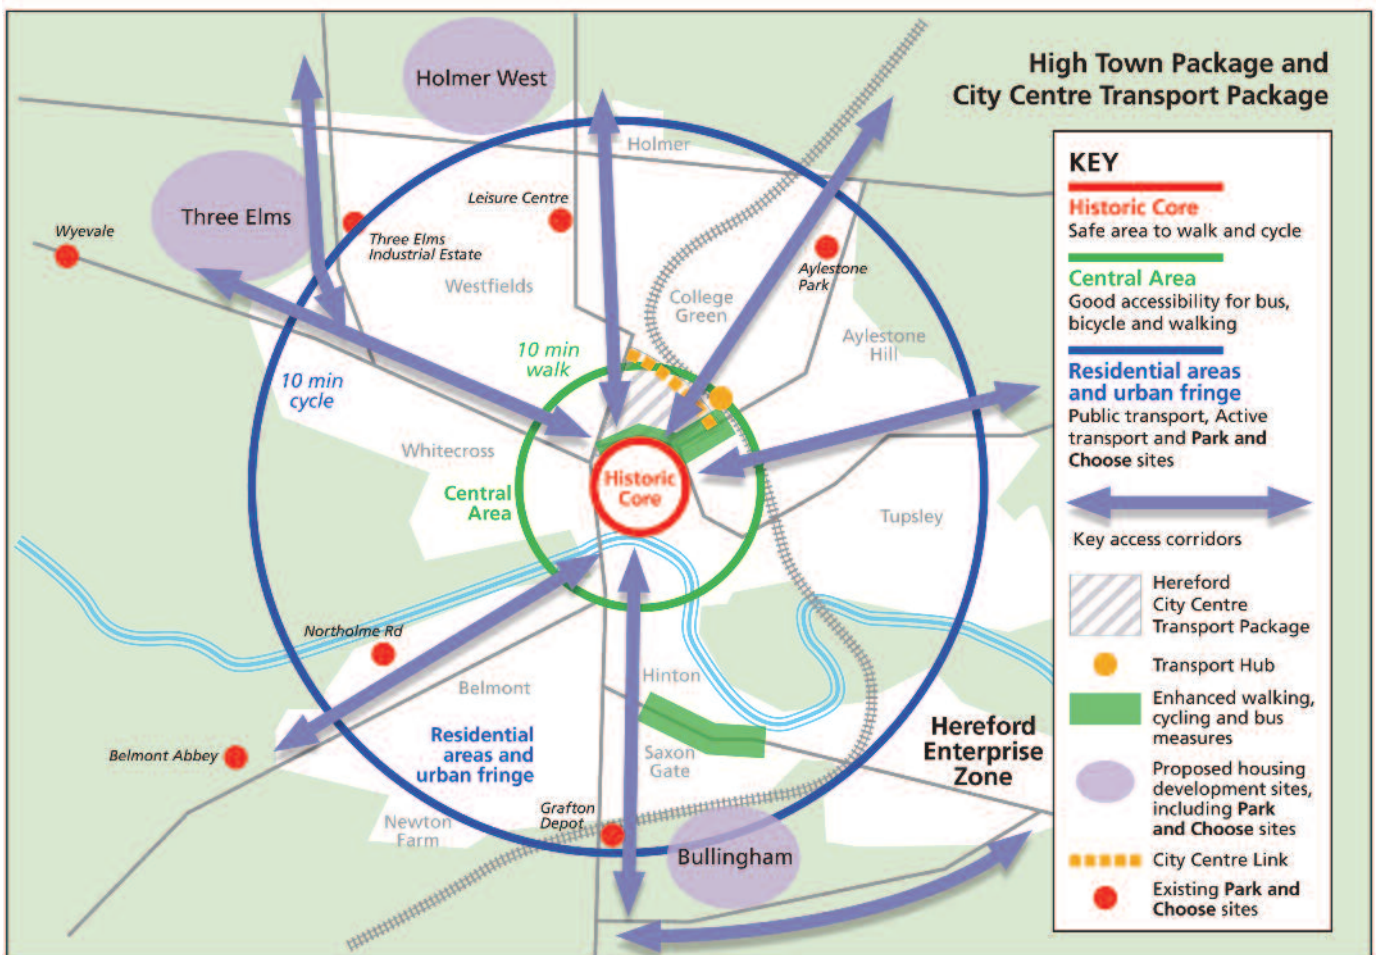 High Town Package and
City Centre Transport Package
Holmer West
Holmer
Three Elms
Leisure Centre
Wyevale
Three Elms
Industrial Estate
Westfields
College
Green
Aylestone
Park
Aylestone
Hill
10 min
walk
10 min
cycle
Whitecross
Central
Area
Historic
Core
Tupsley
Northolme Rd
Belmont
Hinton
Residential
areas and
urban fringe
Saxon
Gate
Hereford
Enterprise
Zone
Belmont Abbey
Newton
Farm
Grafton
Depot
Bullingham
KEY
Historic Core
Safe area to walk and cycle
Central Area
Good accessibility for bus,
bicycle and walking
Residential areas
and urban fringe
Public transport, Active
transport and Park and
Choose sites
Key access corridors
Hereford
City Centre
Transport Package
Transport Hub
Enhanced walking,
cycling and bus
measures
Proposed housing
development sites,
including Park
and Choose sites
City Centre Link
Existing Park and
Choose sites